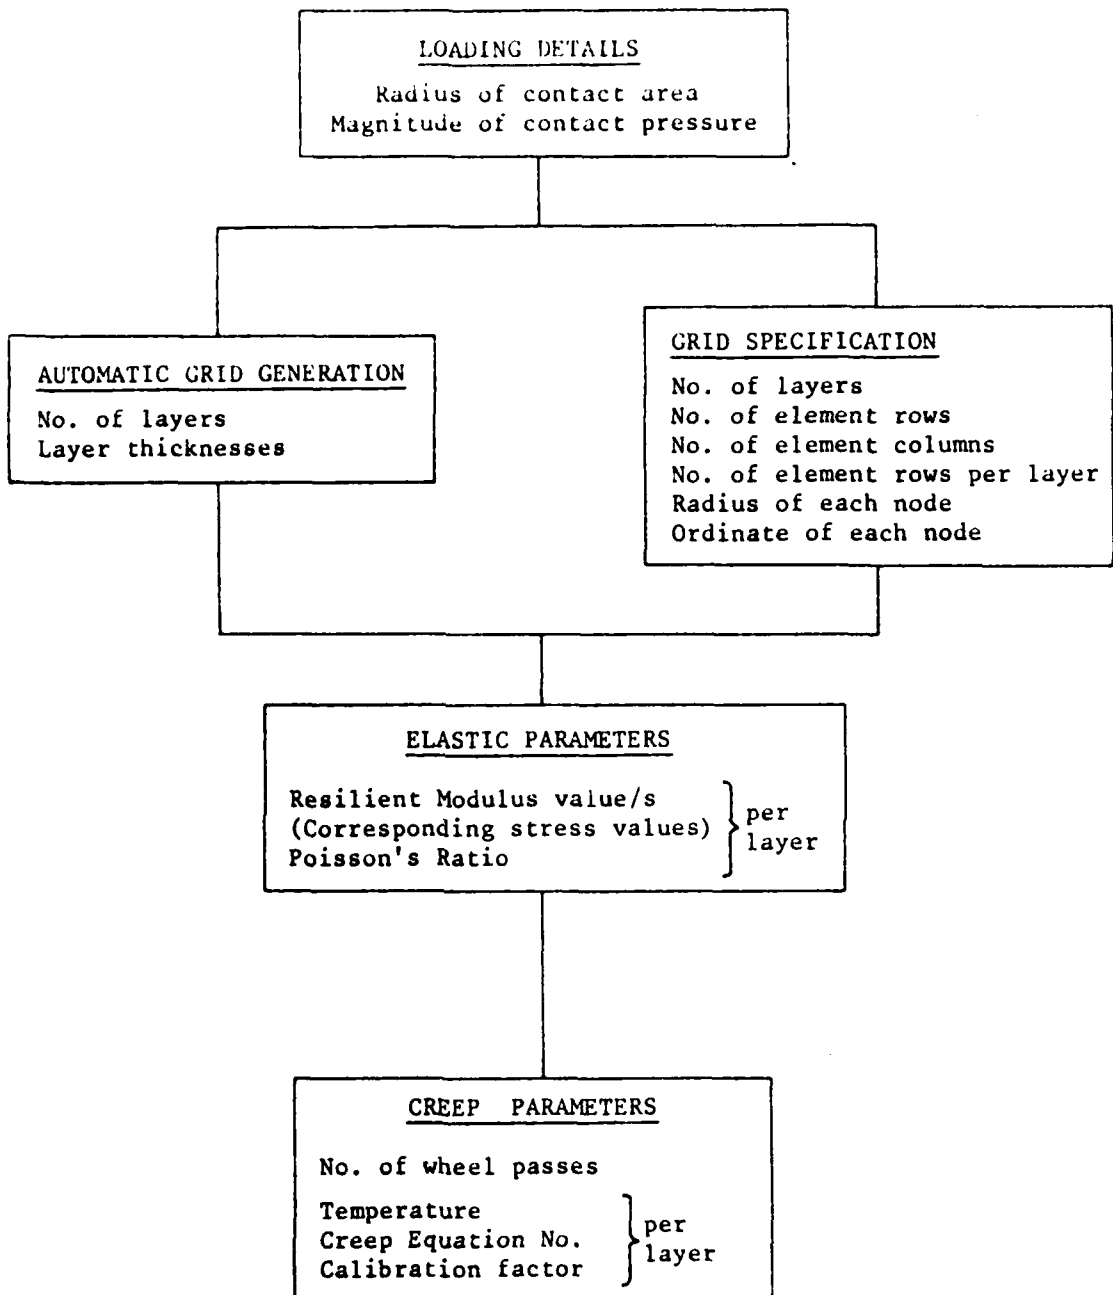 LOADING DETAILS
Radius of contact area
Magnitude of contact pressure
AUTOMATIC GRID GENERATION
No. of layers
Layer thicknesses
GRID SPECIFICATION
No. of layers
No. of element rows
No. of element columns
No. of element rows per layer
Radius of each node
Ordinate of each node
ELASTIC PARAMETERS
Resilient Modulus value/s
(Corresponding stress values)
Poisson's Ratio
per
layer
CREEP PARAMETERS
No. of wheel passes
Temperature
Creep Equation No.
Calibration factor
per
layer